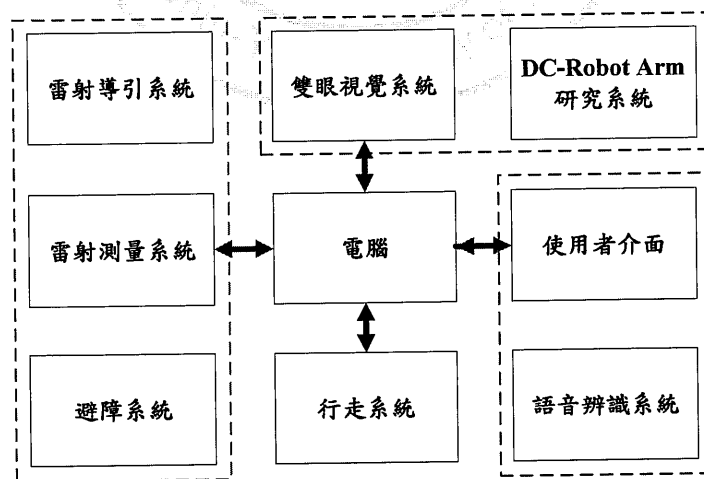 雷射導引系統
雙眼視覺系統
DC-Robot Arm
研究系統
雷射測量系統
電腦
使用者介面
避障系統
行走系統
語音辨識系統